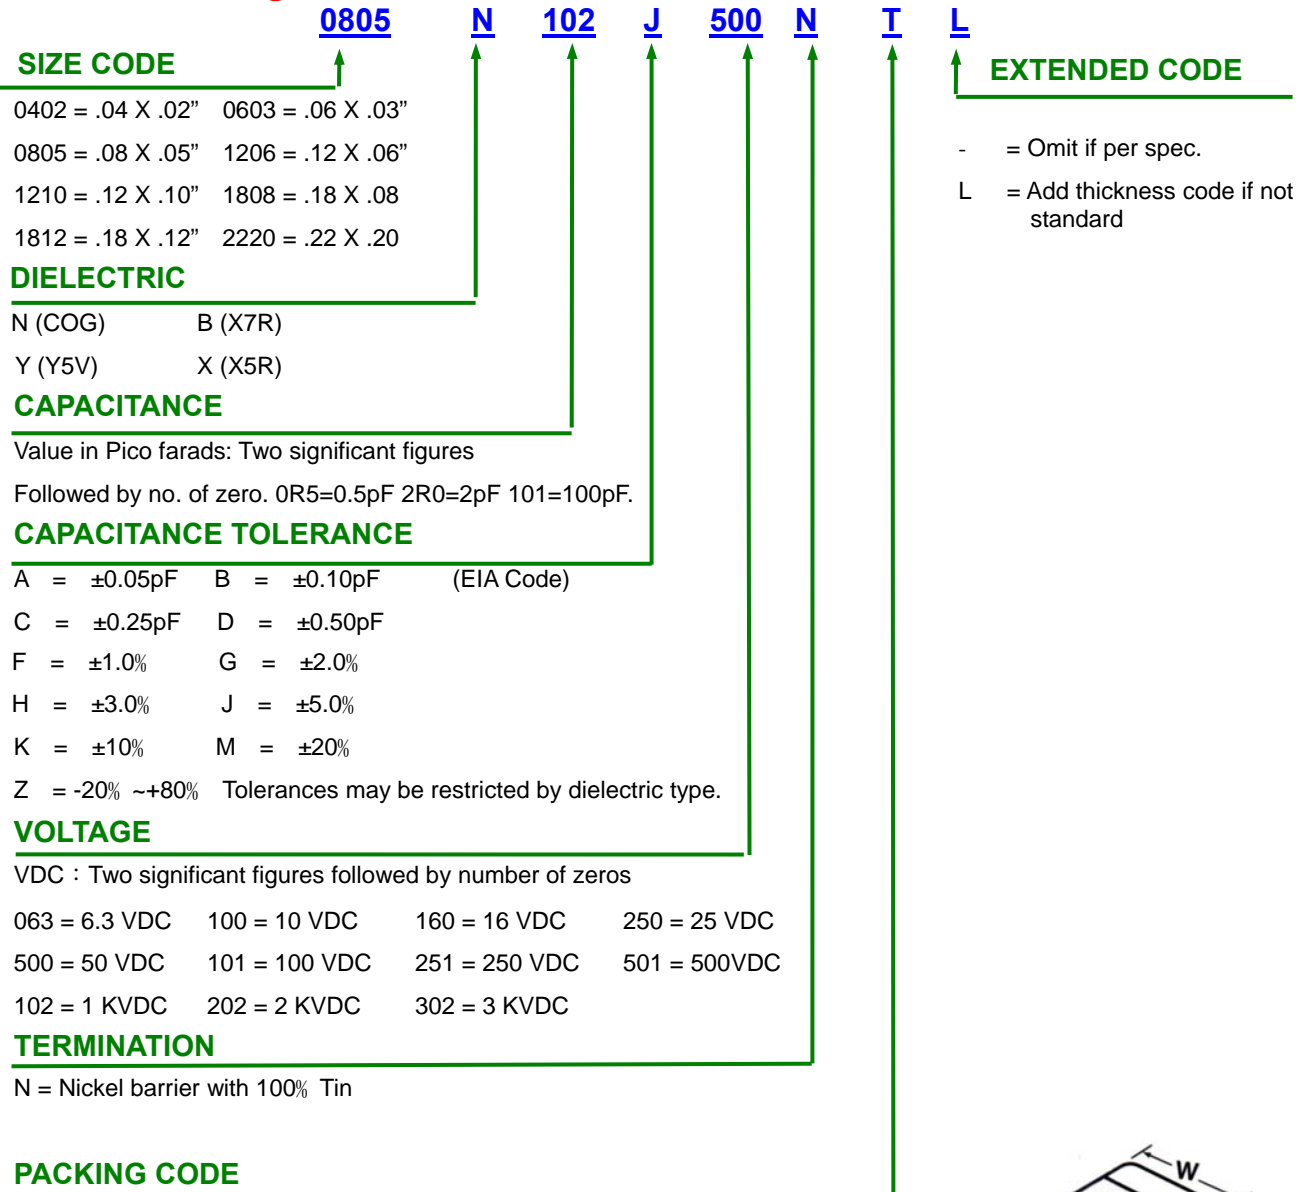 0805 N 102 J 500 N T L
SIZE CODE
0402 = .04 X .02” 0603 = .06 X .03”
0805 = .08 X .05” 1206 = .12 X .06”
1210 = .12 X .10” 1808 = .18 X .08
1812 = .18 X .12” 2220 = .22 X .20
EXTENDED CODE
- = Omit if per spec.
L = Add thickness code if not
standard
DIELECTRIC
N (COG) B (X7R)
Y (Y5V) X (X5R)
CAPACITANCE
Value in Pico farads: Two significant figures
Followed by no. of zero. 0R5=0.5pF 2R0=2pF 101=100pF.
CAPACITANCE TOLERANCE
A = ±0.05pF B = ±0.10pF (EIA Code)
C = ±0.25pF D = ±0.50pF
F = ±1.0% G = ±2.0%
H = ±3.0% J = ±5.0%
K = ±10% M = ±20%
Z = -20% ~+80% Tolerances may be restricted by dielectric type.
VOLTAGE
VDC：Two significant figures followed by number of zeros
063 = 6.3 VDC 100 = 10 VDC 160 = 16 VDC 250 = 25 VDC
500 = 50 VDC 101 = 100 VDC 251 = 250 VDC 501 = 500VDC
102 = 1 KVDC 202 = 2 KVDC 302 = 3 KVDC
TERMINATION
N = Nickel barrier with 100% Tin
PACKING CODE
W